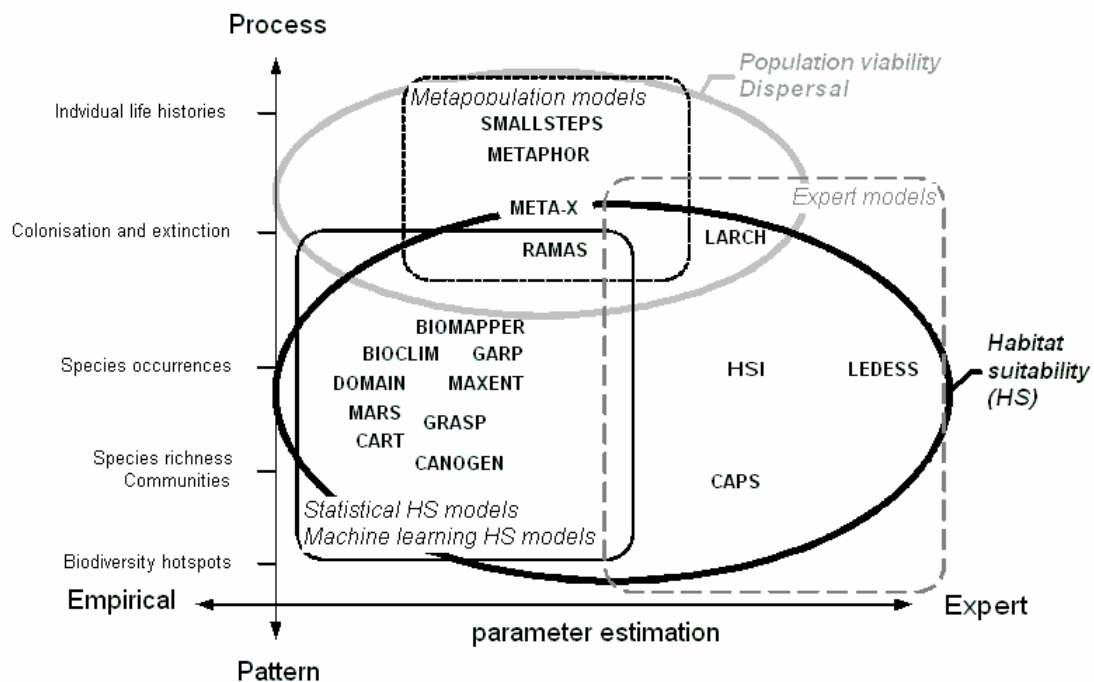 Process
Population viability
Dispersal
Metapopulation models
Indvidual life histories
SMALLSTEPS
METAPHOR
Expert models
META-X
Colonisation and extinction
LARCH
RAMAS
BIOMAPPER
BIOCLIM GARP
Species occurrences
HSI
LEDESS
Habitat
suitability
(HS)
DOMAIN MAXENT
MARS
GRASP
CART
CANOGEN
Species richness
Communities
CAPS
Statistical HS models
Machine learning HS models
Biodiversity hotspots
Empirical
Expert
parameter estimation
Pattern